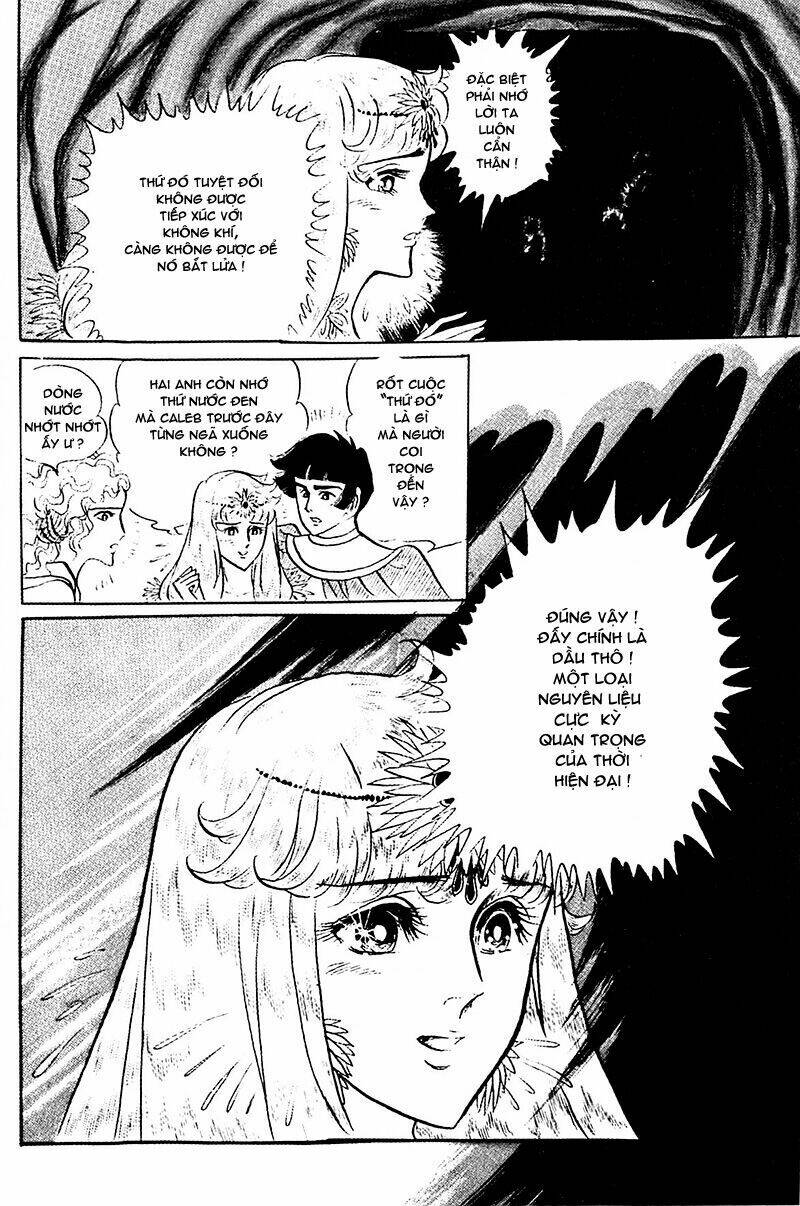 ĐẶC BIỆT
PHẢI NHỚ
LỜI TA
LUÔN
CẨN
THẬN !
THỨ ĐÓ TUYỆT ĐỐI
KHÔNG ĐƯỢC
TIẾP XÚC VỚI
KHÔNG KHÍ,
CÀNG KHÔNG ĐƯỢC ĐỂ
NÓ BẮT LỬA !
RỐT CUỘC
“THỨ ĐÓ”
LÀ GÌ
MÀ NGƯỜI
COI
TRỌNG
ĐẾN
VẬY ?
HAI ANH CÒN NHỚ
THỨ NƯỚC ĐEN
MÀ CALEB TRƯỚC ĐÂY
TỪNG NGÃ XUỐNG
KHÔNG ?
DÒNG
NƯỚC
NHỚT NHỚT
ẤY Ư ?
ĐÚNG VẬY !
ĐẤY CHÍNH LÀ
DẦU THÔ !
MỘT LOẠI
NGUYÊN LIỆU
CỰC KỲ
QUAN TRỌNG
CỦA THỜI
HIỆN ĐẠI !